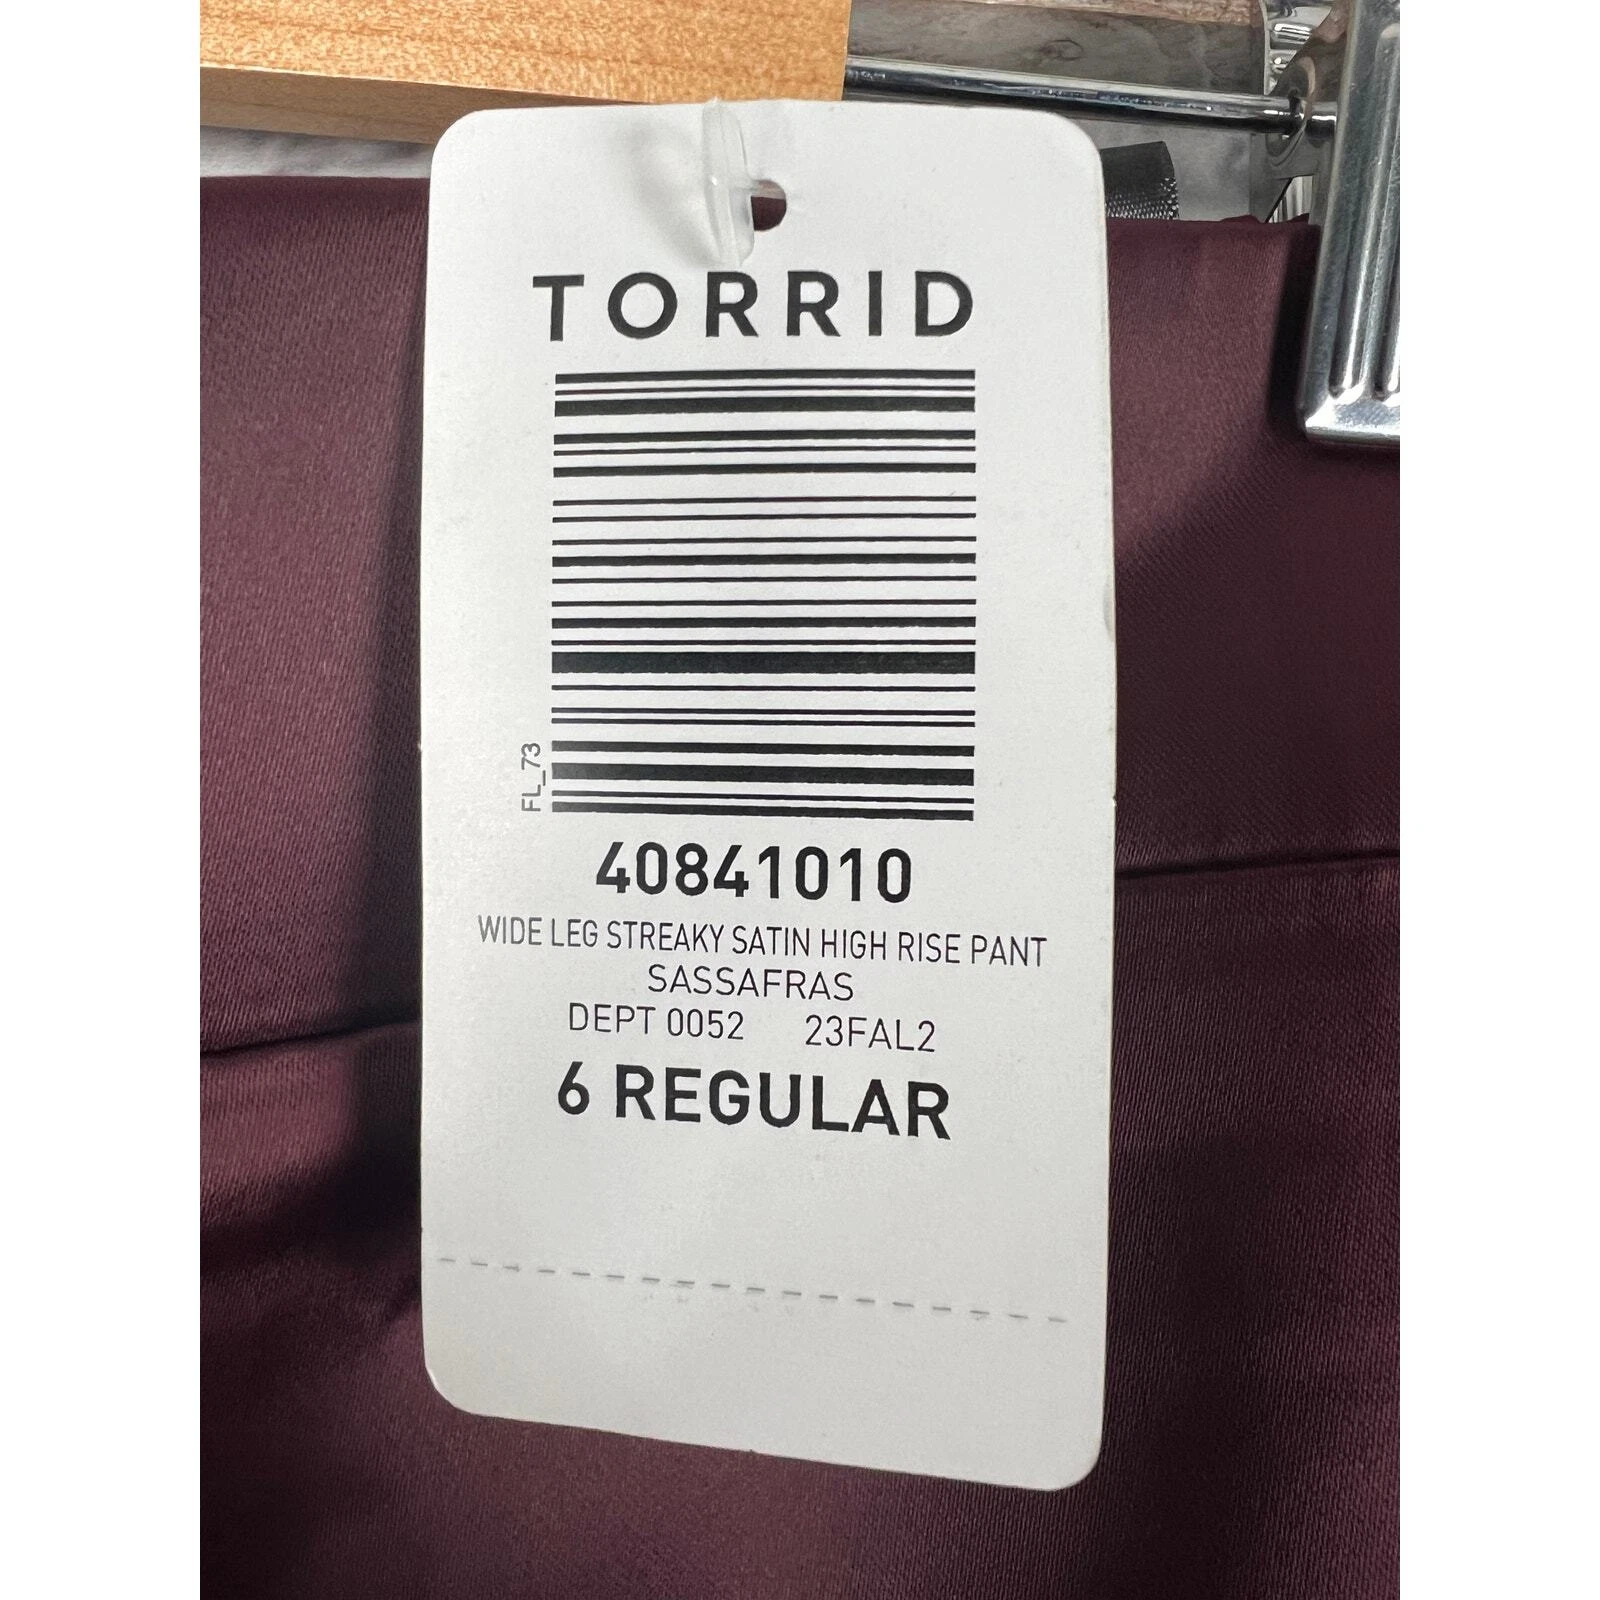 TORRID
FL_73
40841010
WIDE LEG STREAKY SATIN HIGH RISE PANT
SASSAFRAS
DEPT 0052 23FAL2
6 REGULAR